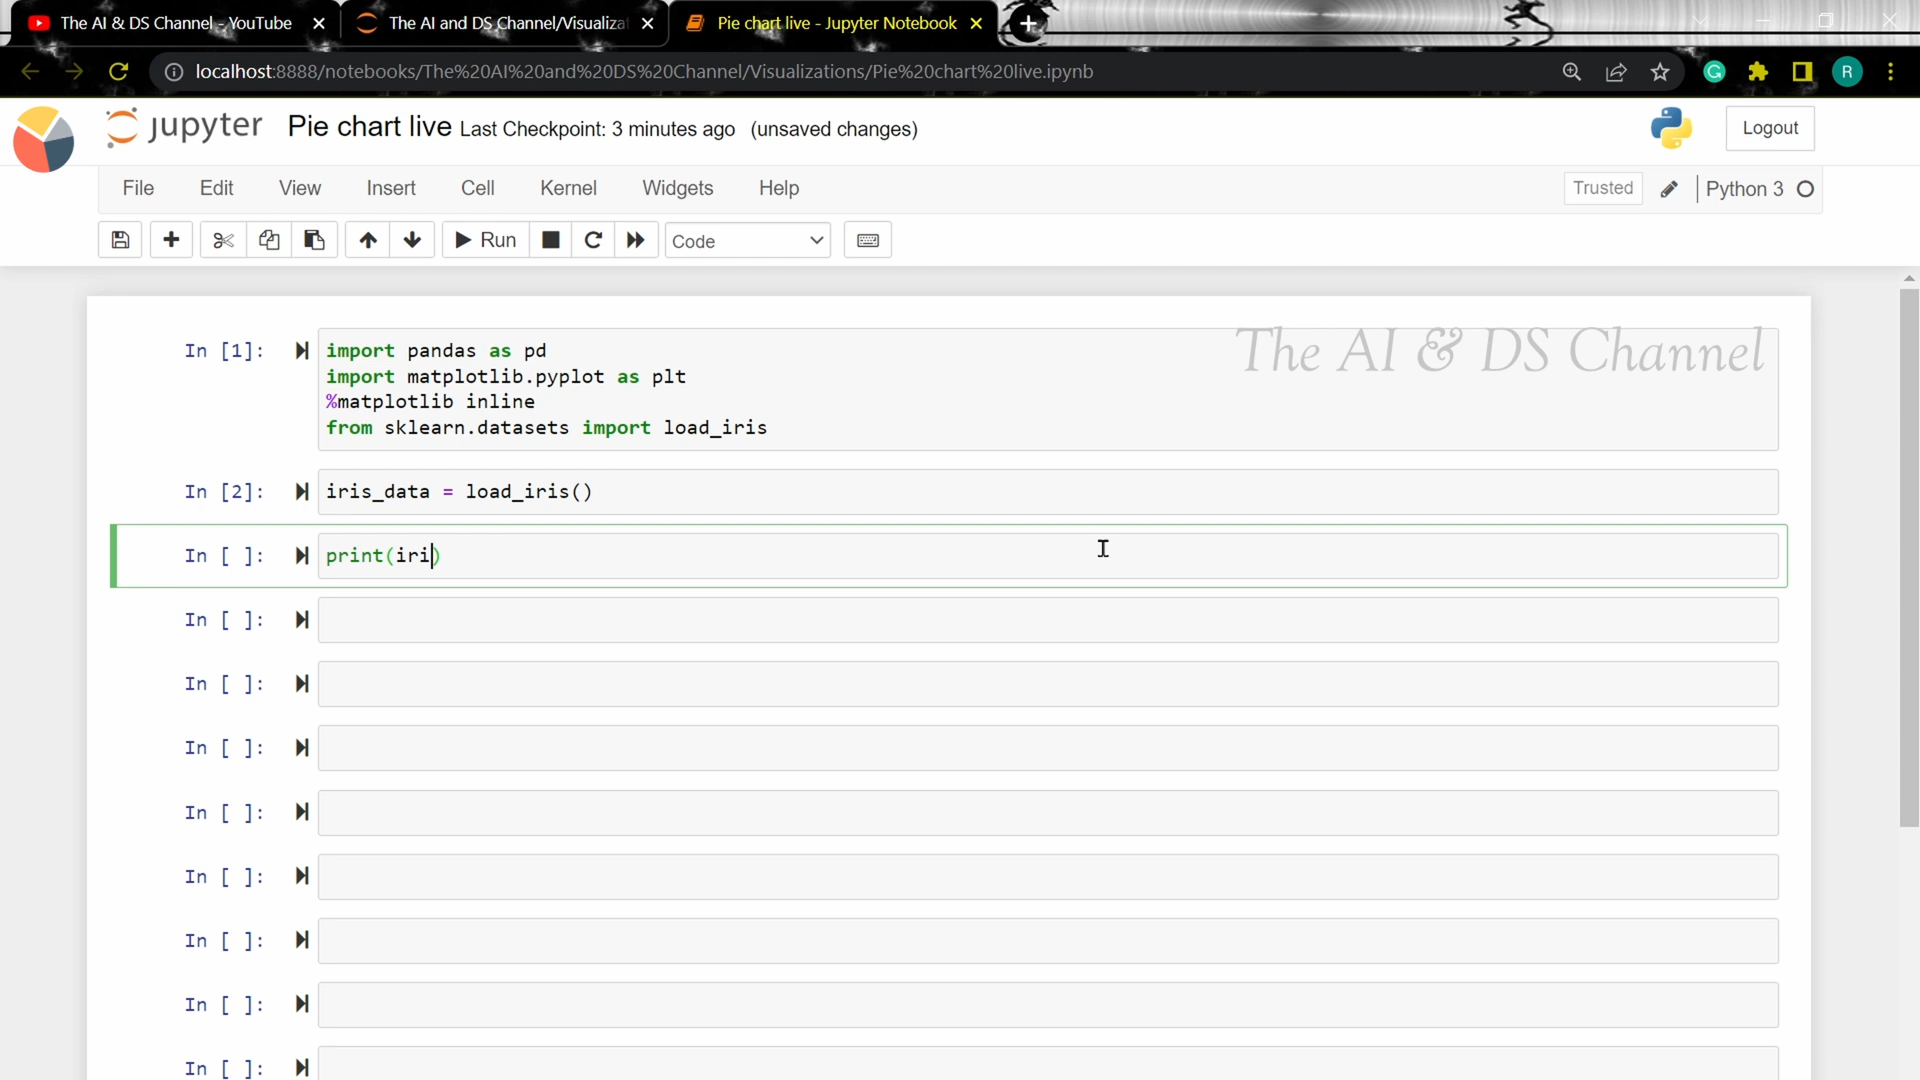 The AI & DS Channel - YouTube
The AI and DS Channel/Visualizat
Pie chart live - Jupyter Notebook
localhost:8888/notebooks/The%20AI%20and%20DS%20Channel/Visualizations/Pie%20chart%20live.ipynb
G
R
jupyter Pie chart live Last Checkpoint: 3 minutes ago (unsaved changes)
Logout
File Edit View Insert Cell Kernel Widgets Help
Trusted
Python 3
Run
Code
The AI & DS Channel
In [1]: import pandas as pd
import matplotlib.pyplot as plt
%matplotlib inline
from sklearn.datasets import load_iris
In [2]: iris_data = load_iris()
In [ ]: print(iri)
In [ ]:
In [ ]:
In [ ]:
In [ ]:
In [ ]:
In [ ]:
In [ ]:
In [ ]: